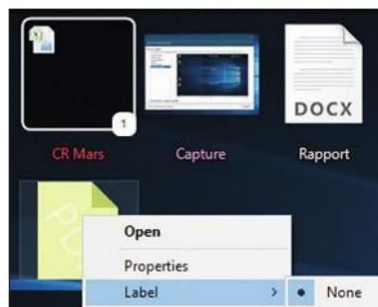 1
CR Mars
Capture
DOCX
Rapport
Open
Properties
Label
None